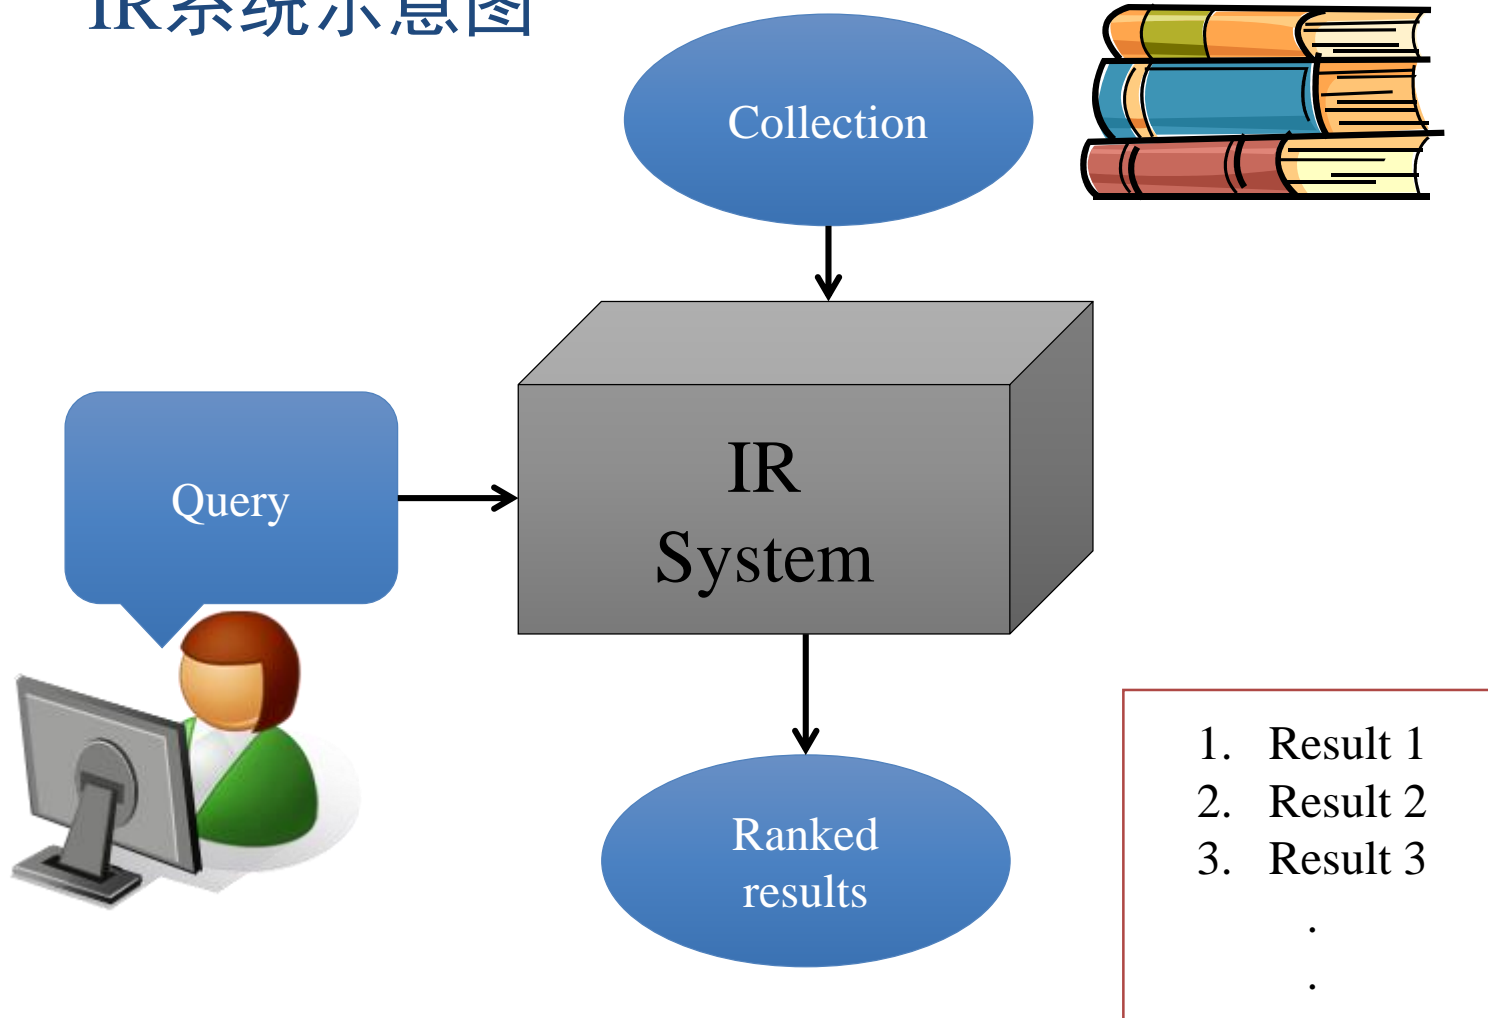 IR系统示意图
Collection
Query
IR
System
Ranked
results
1. Result 1
2. Result 2
3. Result 3
.
.